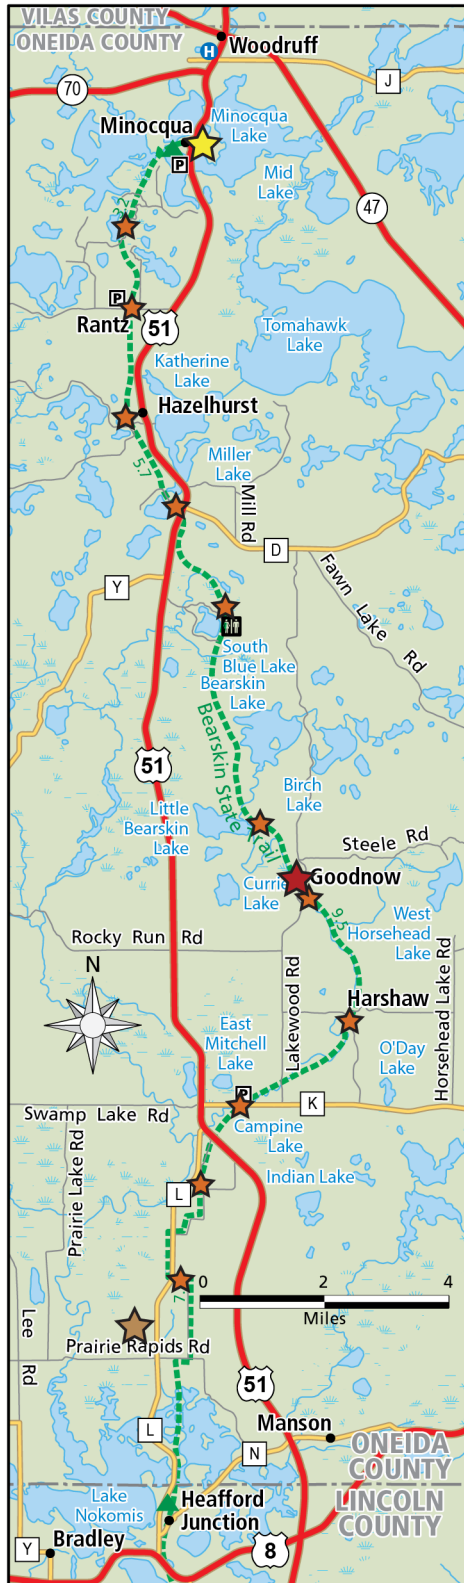 VILAS COUNTY
ONEIDA COUNTY
H
Woodruff
J
70
Minocqua
Minocqua
Lake
P
Mid
Lake
47
3.2
P
Rantz
51
Tomahawk
Lake
Katherine
Lake
Hazelhurst
5.7
Miller
Lake
Mill Rd
D
Y
Fawn Lake Rd
South
Blue Lake
Bearskin
Lake
Bearskin State Trail
51
Birch
Lake
Little
Bearskin
Lake
Steele Rd
Goodnow
Currie
Lake
9.5
West
Horsehead
Lake
Rocky Run Rd
N
Lakewood Rd
Horsehead Lake Rd
Harshaw
East
Mitchell
Lake
O'Day
Lake
P
K
Swamp Lake Rd
Campine
Lake
Prairie Lake Rd
Indian Lake
L
0 2 4
Miles
Lee Rd
Prairie Rapids Rd
51
L
Manson
N
ONEIDA
COUNTY
LINCOLN
COUNTY
Lake
Nokomis
Heafford
Junction
Y
Bradley
8